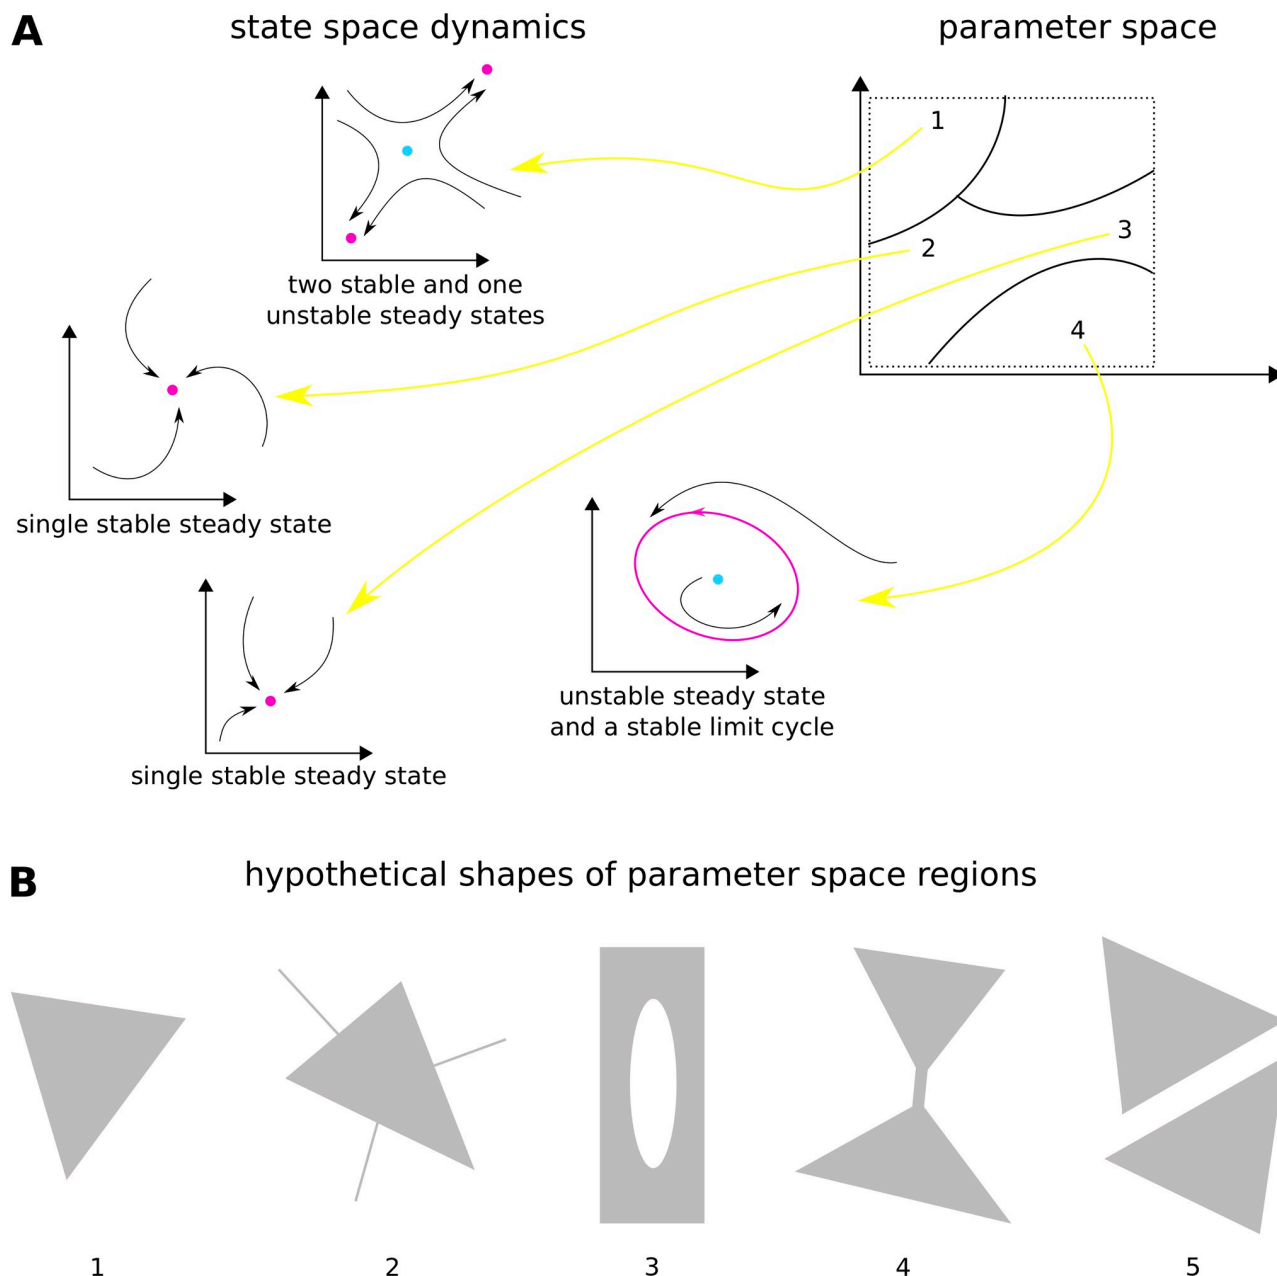 A
state space dynamics
parameter space
1
2
3
4
two stable and one
unstable steady states
single stable steady state
unstable steady state
and a stable limit cycle
single stable steady state
B
hypothetical shapes of parameter space regions
1
2
3
4
5